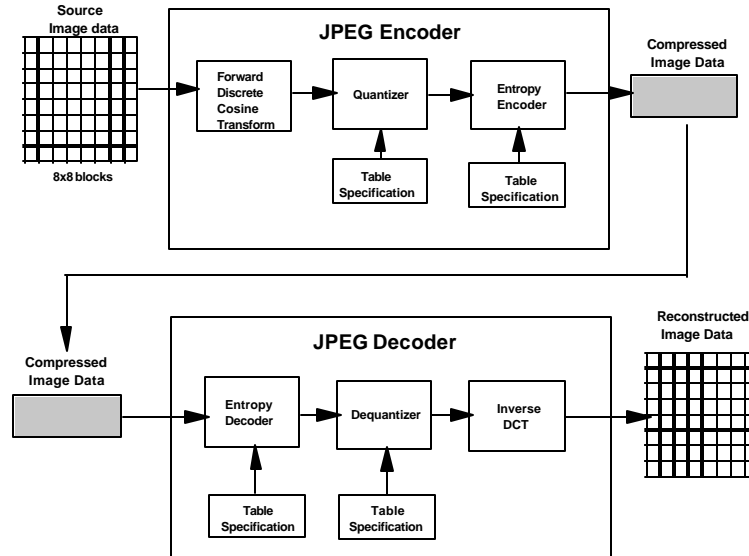 Source
Image data
8x8 blocks
JPEG Encoder
Forward
Discrete
Cosine
Transform
Quantizer
Entropy
Encoder
Table
Specification
Table
Specification
Compressed
Image Data
Compressed
Image Data
JPEG Decoder
Entropy
Decoder
Dequantizer
Inverse
DCT
Table
Specification
Table
Specification
Reconstructed
Image Data